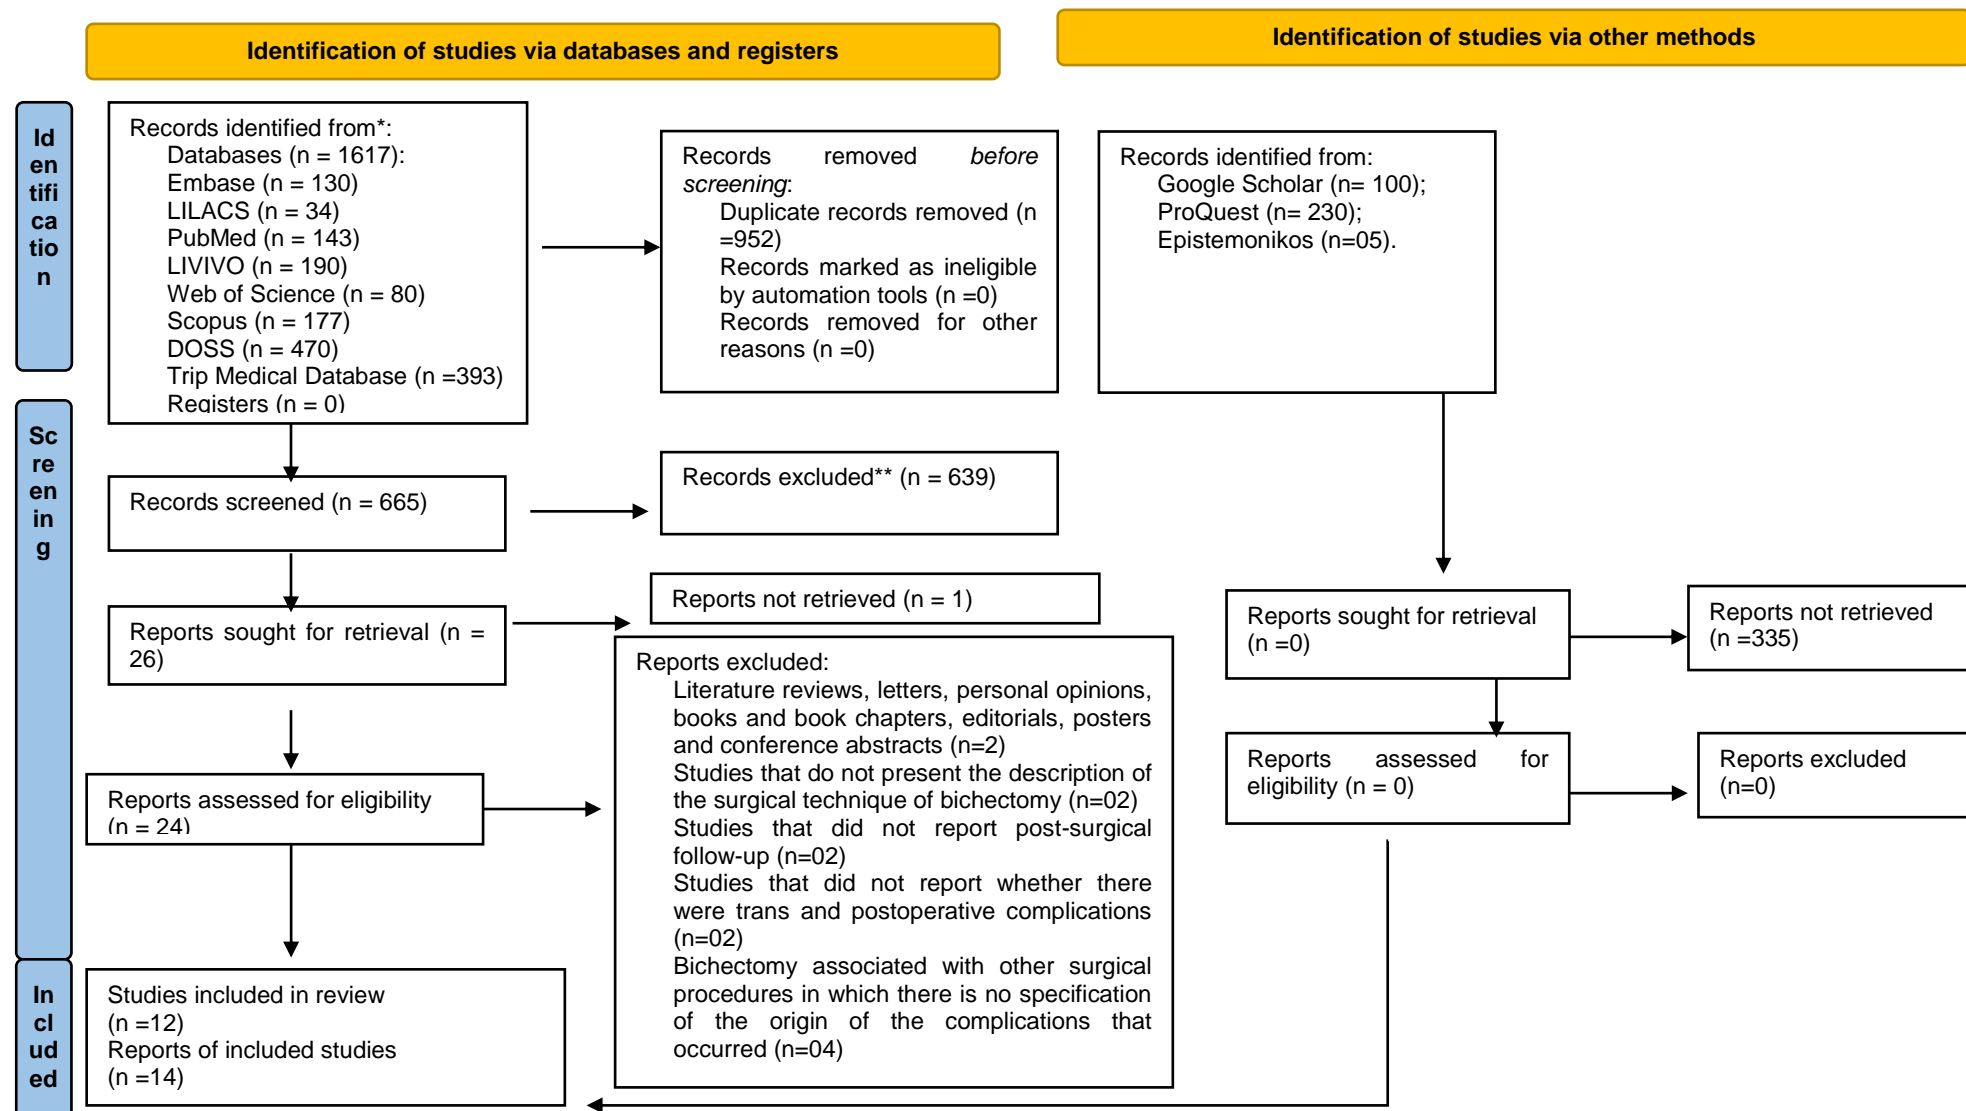 Identification of studies via databases and registers
Identification of studies via other methods
Id
en
tifi
ca
tio
n
Records identified from*:
Databases (n = 1617):
Embase (n = 130)
LILACS (n = 34)
PubMed (n = 143)
LIVIVO (n = 190)
Web of Science (n = 80)
Scopus (n = 177)
DOSS (n = 470)
Trip Medical Database (n =393)
Registers (n = 0)
Records removed before
screening:
Duplicate records removed (n
=952)
Records marked as ineligible
by automation tools (n =0)
Records removed for other
reasons (n =0)
Records identified from:
Google Scholar (n= 100);
ProQuest (n= 230);
Epistemonikos (n=05).
Sc
re
en
in
g
Records screened (n = 665)
Records excluded** (n = 639)
Reports sought for retrieval (n =
26)
Reports not retrieved (n = 1)
Reports sought for retrieval
(n =0)
Reports not retrieved
(n =335)
Reports assessed for eligibility
(n = 24)
Reports excluded:
Literature reviews, letters, personal opinions,
books and book chapters, editorials, posters
and conference abstracts (n=2)
Studies that do not present the description of
the surgical technique of bichectomy (n=02)
Studies that did not report post-surgical
follow-up (n=02)
Studies that did not report whether there
were trans and postoperative complications
(n=02)
Bichectomy associated with other surgical
procedures in which there is no specification
of the origin of the complications that
occurred (n=04)
Reports assessed for
eligibility (n = 0)
Reports excluded
(n=0)
In
cl
ud
ed
Studies included in review
(n =12)
Reports of included studies
(n =14)